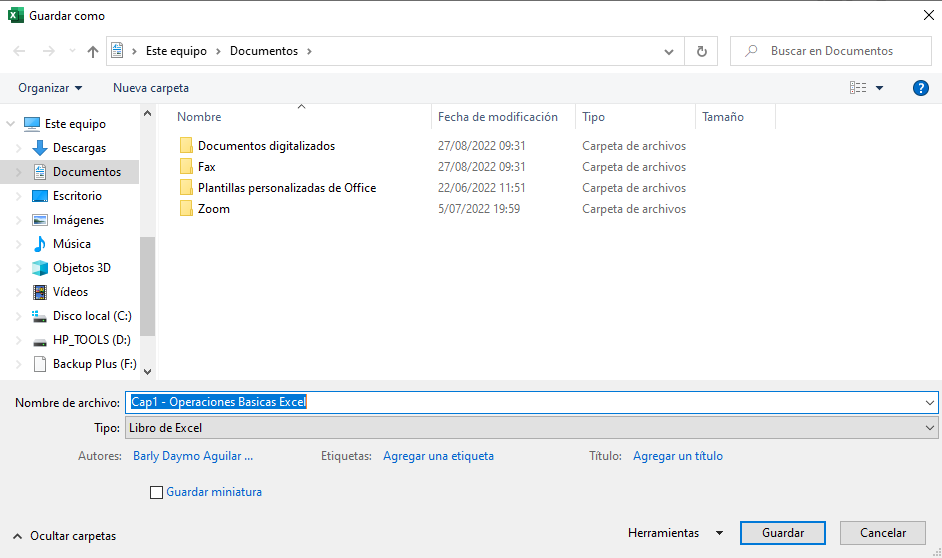 Guardar como
Este equipo > Documentos >
Buscar en Documentos
Organizar
Nueva carpeta
?
Este equipo
Descargas
Documentos
Escritorio
Imágenes
Música
Objetos 3D
Vídeos
Disco local (C:)
HP_TOOLS (D:)
Backup Plus (F:)
Nombre Fecha de modificación Tipo Tamaño
Documentos digitalizados 27/08/2022 09:31 Carpeta de archivos
Fax 27/08/2022 09:31 Carpeta de archivos
Plantillas personalizadas de Office 22/06/2022 11:51 Carpeta de archivos
Zoom 5/07/2022 19:59 Carpeta de archivos
Nombre de archivo: Cap1 - Operaciones Basicas Excel
Tipo: Libro de Excel
Autores: Barly Daymo Aguilar ... Etiquetas: Agregar una etiqueta Título: Agregar un título
Guardar miniatura
Ocultar carpetas
Herramientas
Guardar
Cancelar